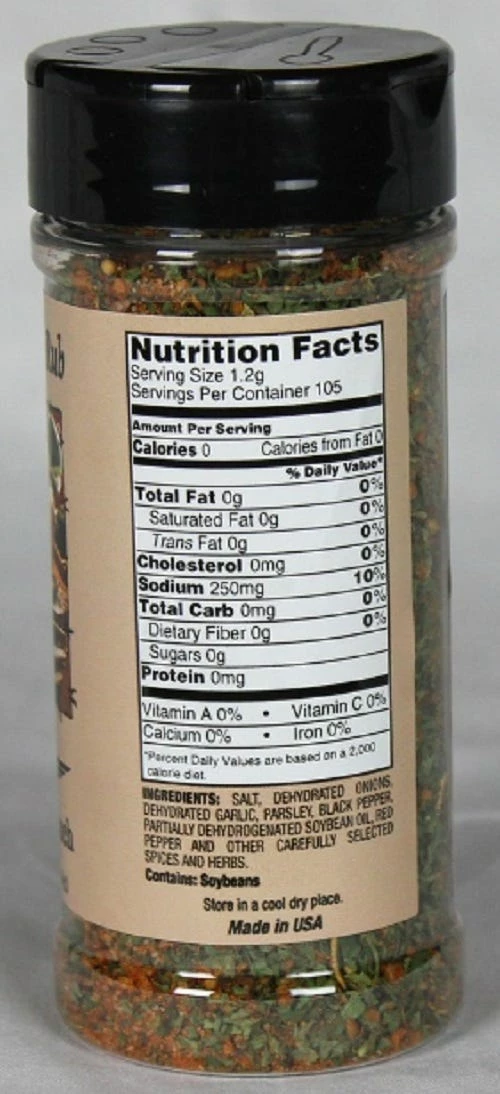 Rub
Nutrition Facts
Serving Size 1.2g
Servings Per Container 105
Amount Per Serving
Calories 0 Calories from Fat 0
% Daily Value*
Total Fat 0g 0%
Saturated Fat 0g 0%
Trans Fat 0g 0%
Cholesterol 0mg 0%
Sodium 250mg 10%
Total Carb 0mg 0%
Dietary Fiber 0g 0%
Sugars 0g
Protein 0mg
Vitamin A 0% • Vitamin C 0%
Calcium 0% • Iron 0%
*Percent Daily Values are based on a 2,000
calorie diet.
INGREDIENTS: SALT, DEHYDRATED ONIONS,
DEHYDRATED GARLIC, PARSLEY, BLACK PEPPER,
PARTIALLY DEHYDROGENATED SOYBEAN OIL, RED
PEPPER AND OTHER CAREFULLY SELECTED
SPICES AND HERBS.
Contains: Soybeans
Store in a cool dry place.
Made in USA